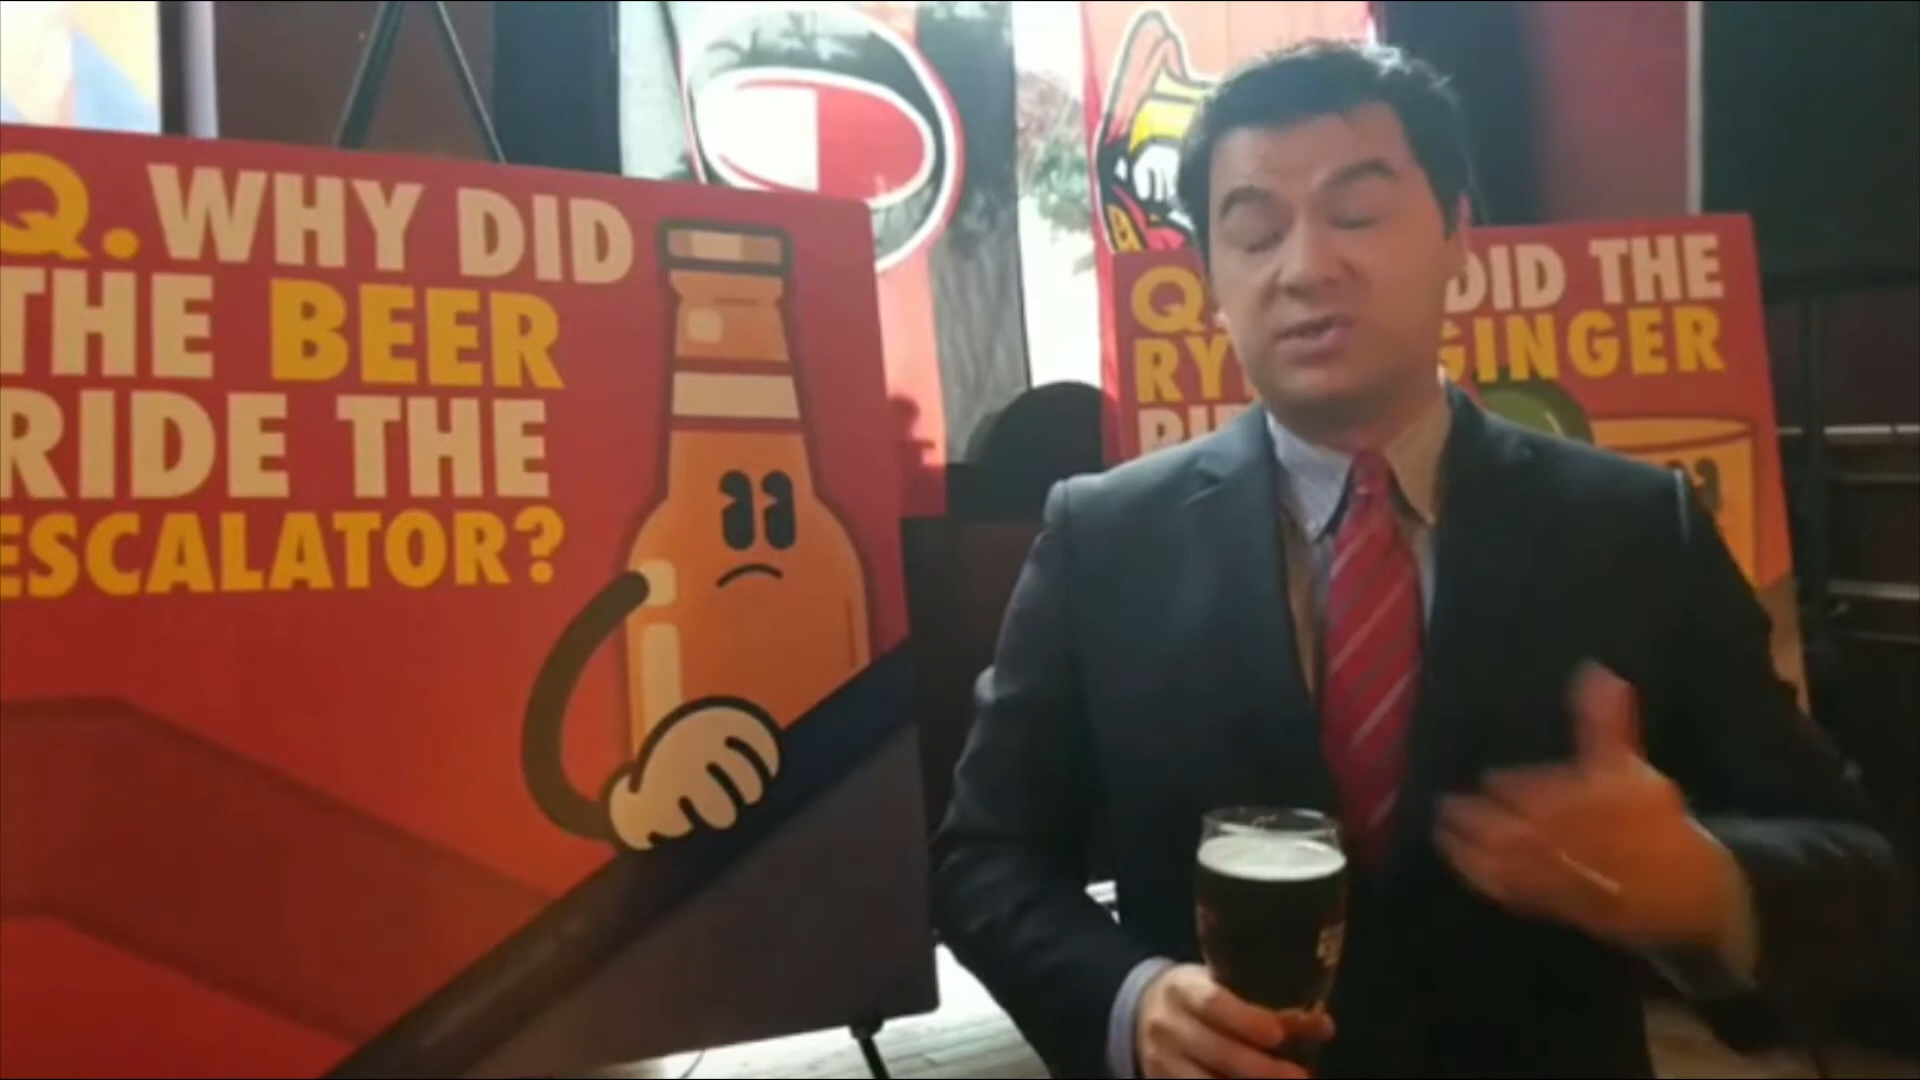 Q. WHY DID
THE BEER
RIDE THE
ESCALATOR?
Q. DID THE
GINGER